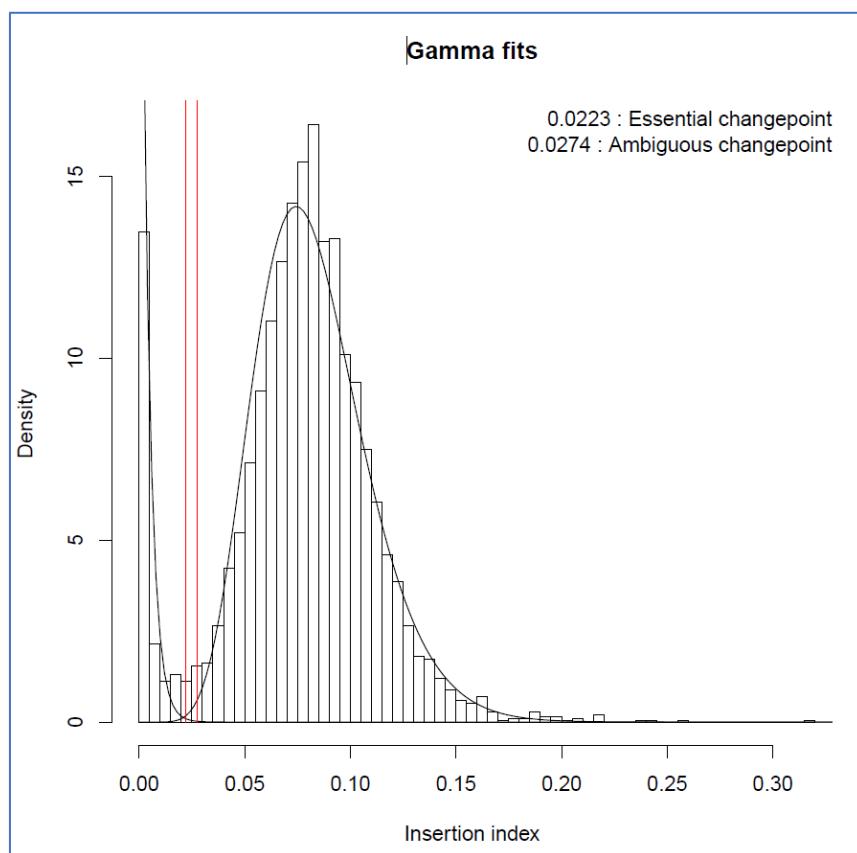 Gamma fits
0.0223 : Essential changepoint
0.0274 : Ambiguous changepoint
15
10
5
0
Density
0.00 0.05 0.10 0.15 0.20 0.25 0.30
Insertion index